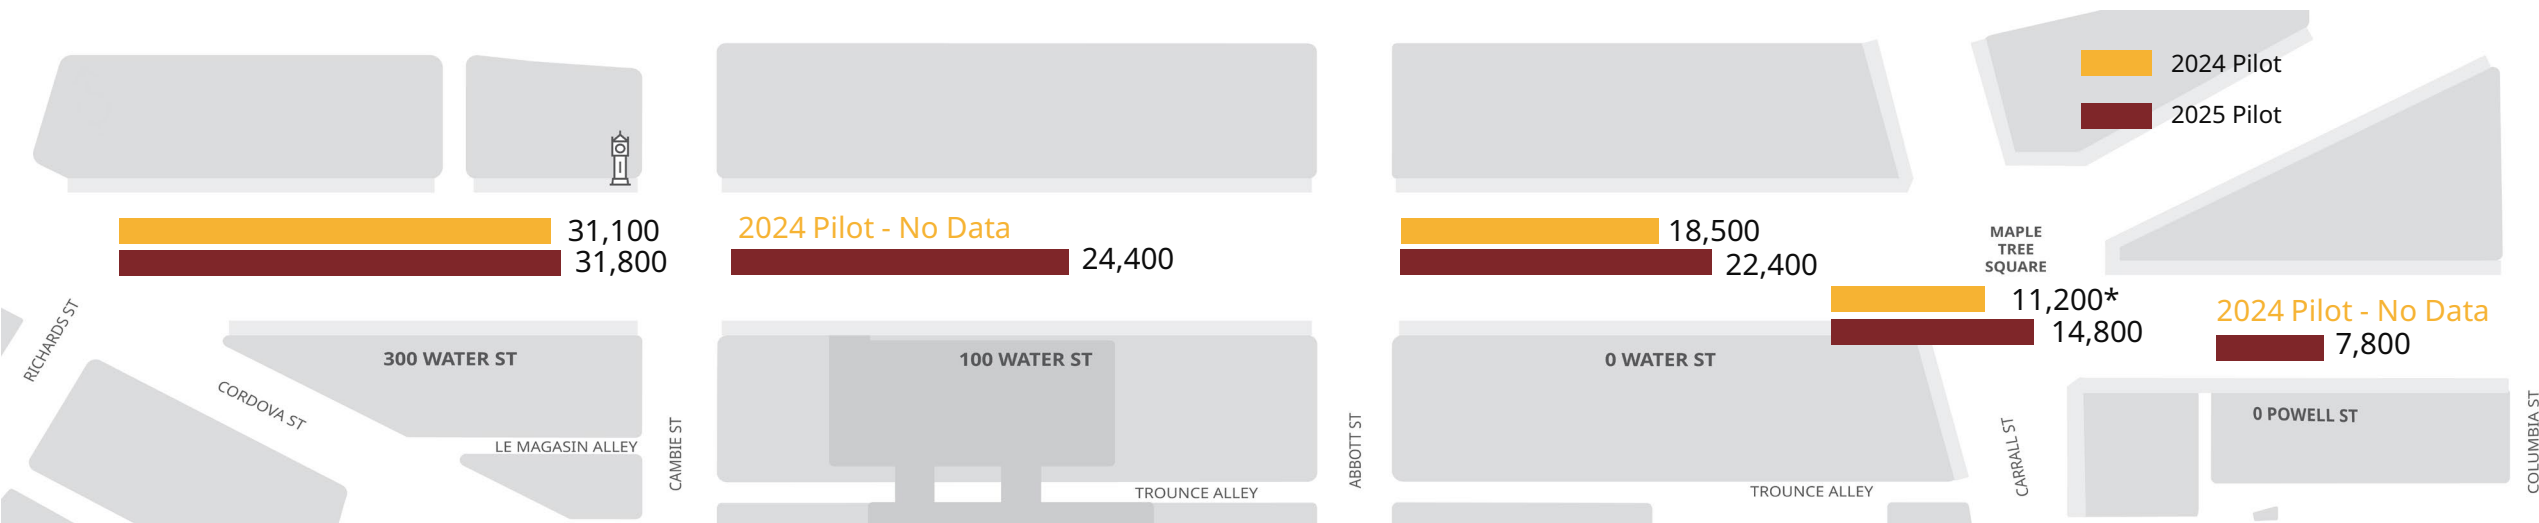 2024 Pilot
2025 Pilot
31,100
31,800
2024 Pilot - No Data
24,400
18,500
22,400
MAPLE
TREE
SQUARE
11,200*
14,800
2024 Pilot - No Data
7,800
RICHARDS ST
CORDOVA ST
300 WATER ST
LE MAGASIN ALLEY
CAMBIE ST
100 WATER ST
TROUNCE ALLEY
ABBOTT ST
0 WATER ST
TROUNCE ALLEY
CARRALL ST
0 POWELL ST
COLUMBIA ST